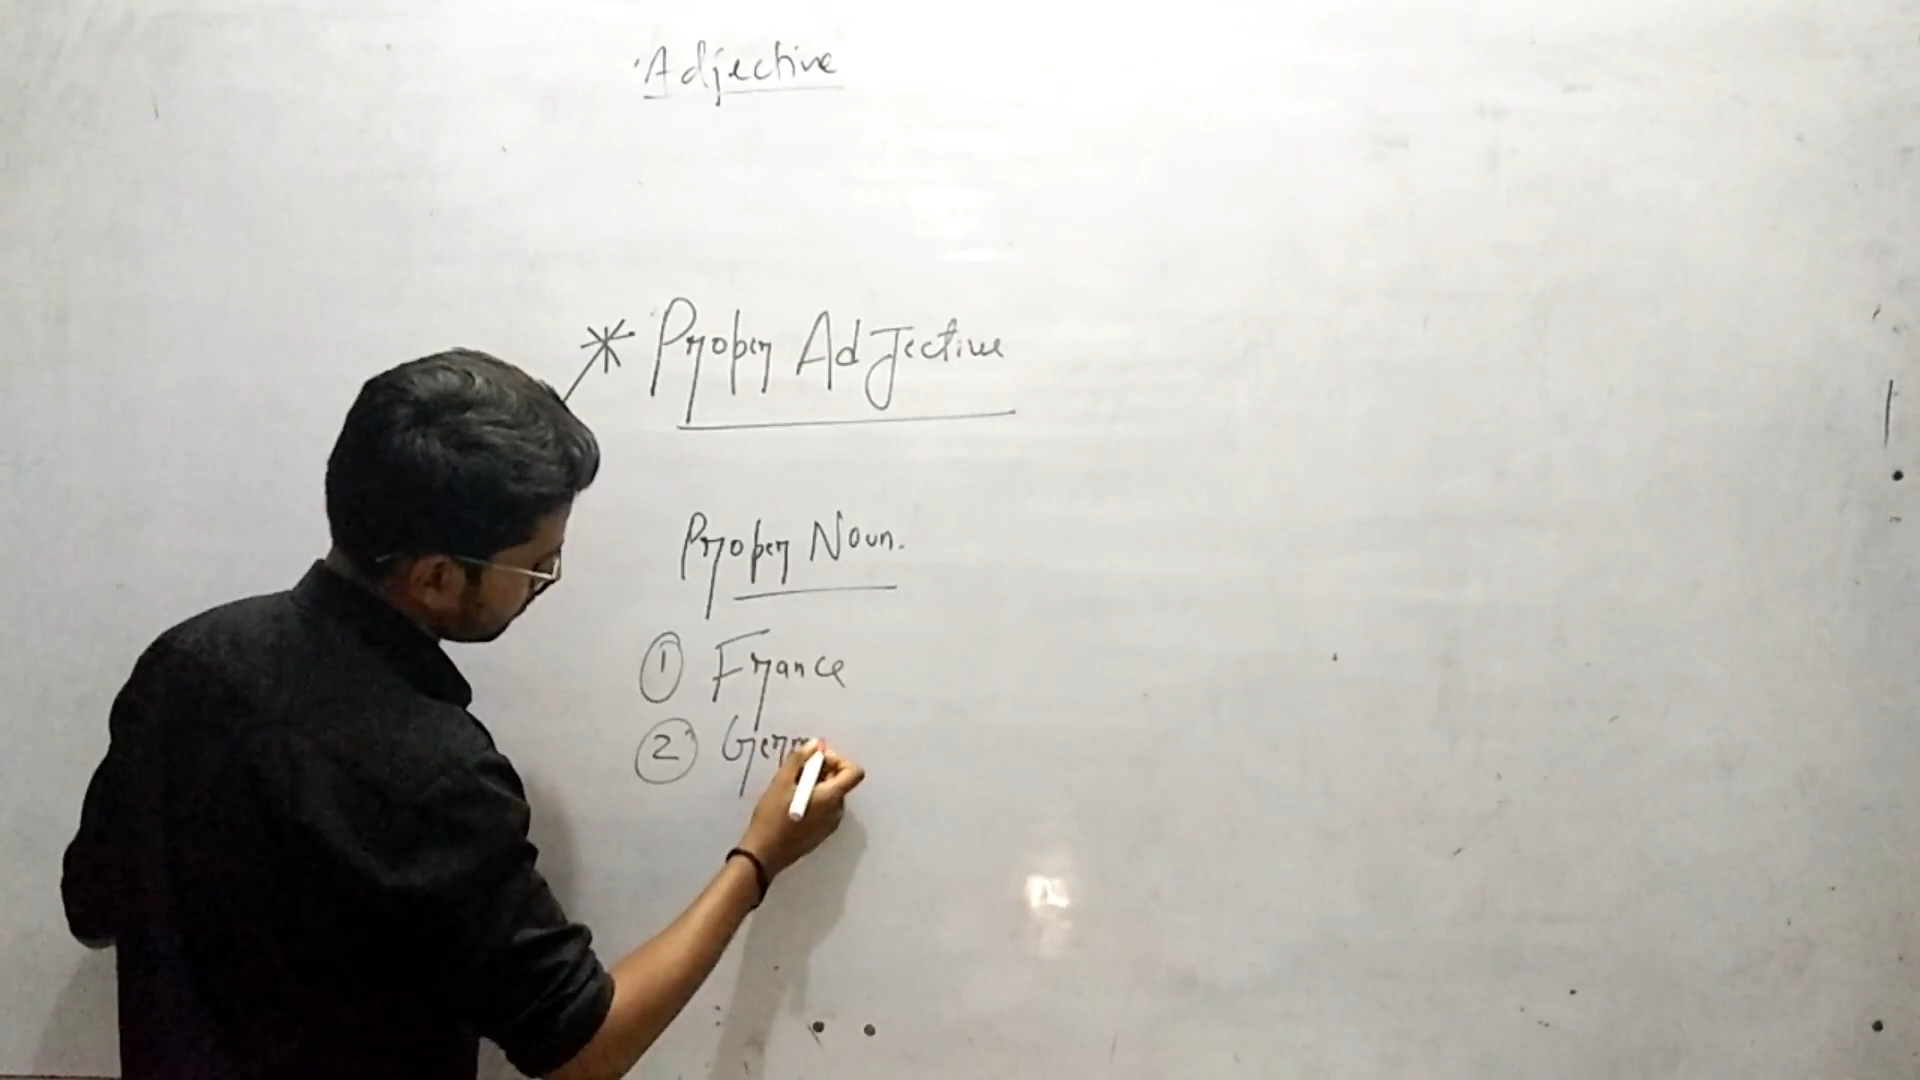 Adjective
* Proper Adjective
Proper Noun.
① France
② Germ